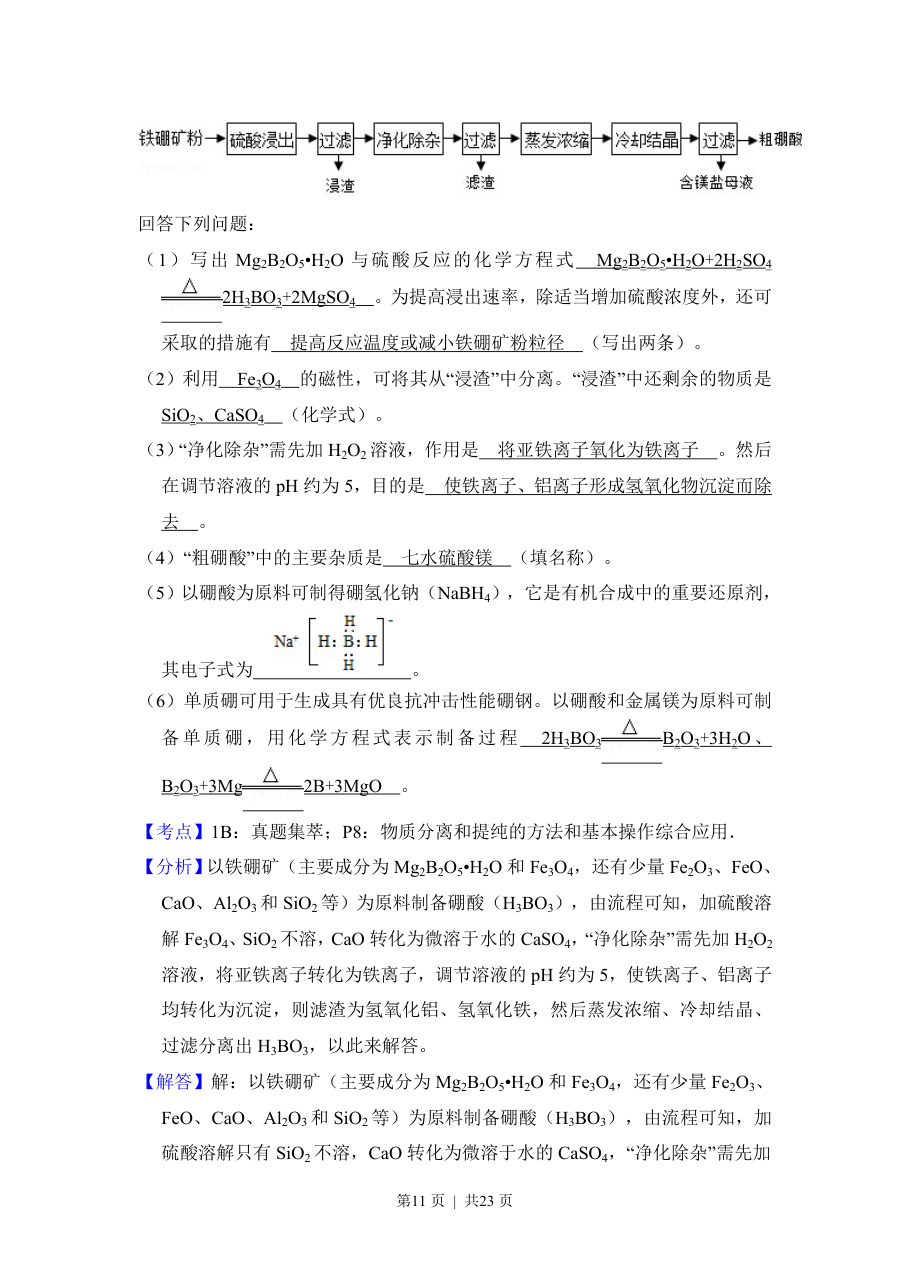 铁硼矿粉 硫酸浸出 过滤 净化除杂 过滤 蒸发浓缩 冷却结晶 过滤 粗硼酸
浸渣 滤渣 含镁盐母液
回答下列问题：
（1）写出 Mg₂B₂O₅•H₂O 与硫酸反应的化学方程式 Mg₂B₂O₅•H₂O+2H₂SO₄
△ 2H₃BO₃+2MgSO₄ 。为提高浸出速率，除适当增加硫酸浓度外，还可
采取的措施有 提高反应温度或减小铁硼矿粉粒径 （写出两条）。
（2）利用 Fe₃O₄ 的磁性，可将其从“浸渣”中分离。“浸渣”中还剩余的物质是
SiO₂、CaSO₄ （化学式）。
（3）“净化除杂”需先加 H₂O₂ 溶液，作用是 将亚铁离子氧化为铁离子 。然后
在调节溶液的 pH 约为 5，目的是 使铁离子、铝离子形成氢氧化物沉淀而除
去 。
（4）“粗硼酸”中的主要杂质是 七水硫酸镁 （填名称）。
（5）以硼酸为原料可制得硼氢化钠（NaBH₄），它是有机合成中的重要还原剂，
其电子式为 Na⁺ [H:B:H H H]⁻ 。
（6）单质硼可用于生成具有优良抗冲击性能硼钢。以硼酸和金属镁为原料可制
备单质硼，用化学方程式表示制备过程 2H₃BO₃ △ B₂O₃+3H₂O、
B₂O₃+3Mg △ 2B+3MgO 。
【考点】1B：真题集萃；P8：物质分离和提纯的方法和基本操作综合应用．
【分析】以铁硼矿（主要成分为 Mg₂B₂O₅•H₂O 和 Fe₃O₄，还有少量 Fe₂O₃、FeO、
CaO、Al₂O₃ 和 SiO₂ 等）为原料制备硼酸（H₃BO₃），由流程可知，加硫酸溶
解 Fe₃O₄、SiO₂ 不溶，CaO 转化为微溶于水的 CaSO₄，“净化除杂”需先加 H₂O₂
溶液，将亚铁离子转化为铁离子，调节溶液的 pH 约为 5，使铁离子、铝离子
均转化为沉淀，则滤渣为氢氧化铝、氢氧化铁，然后蒸发浓缩、冷却结晶、
过滤分离出 H₃BO₃，以此来解答。
【解答】解：以铁硼矿（主要成分为 Mg₂B₂O₅•H₂O 和 Fe₃O₄，还有少量 Fe₂O₃、
FeO、CaO、Al₂O₃ 和 SiO₂ 等）为原料制备硼酸（H₃BO₃），由流程可知，加
硫酸溶解只有 SiO₂ 不溶，CaO 转化为微溶于水的 CaSO₄，“净化除杂”需先加
第11 页 | 共23 页